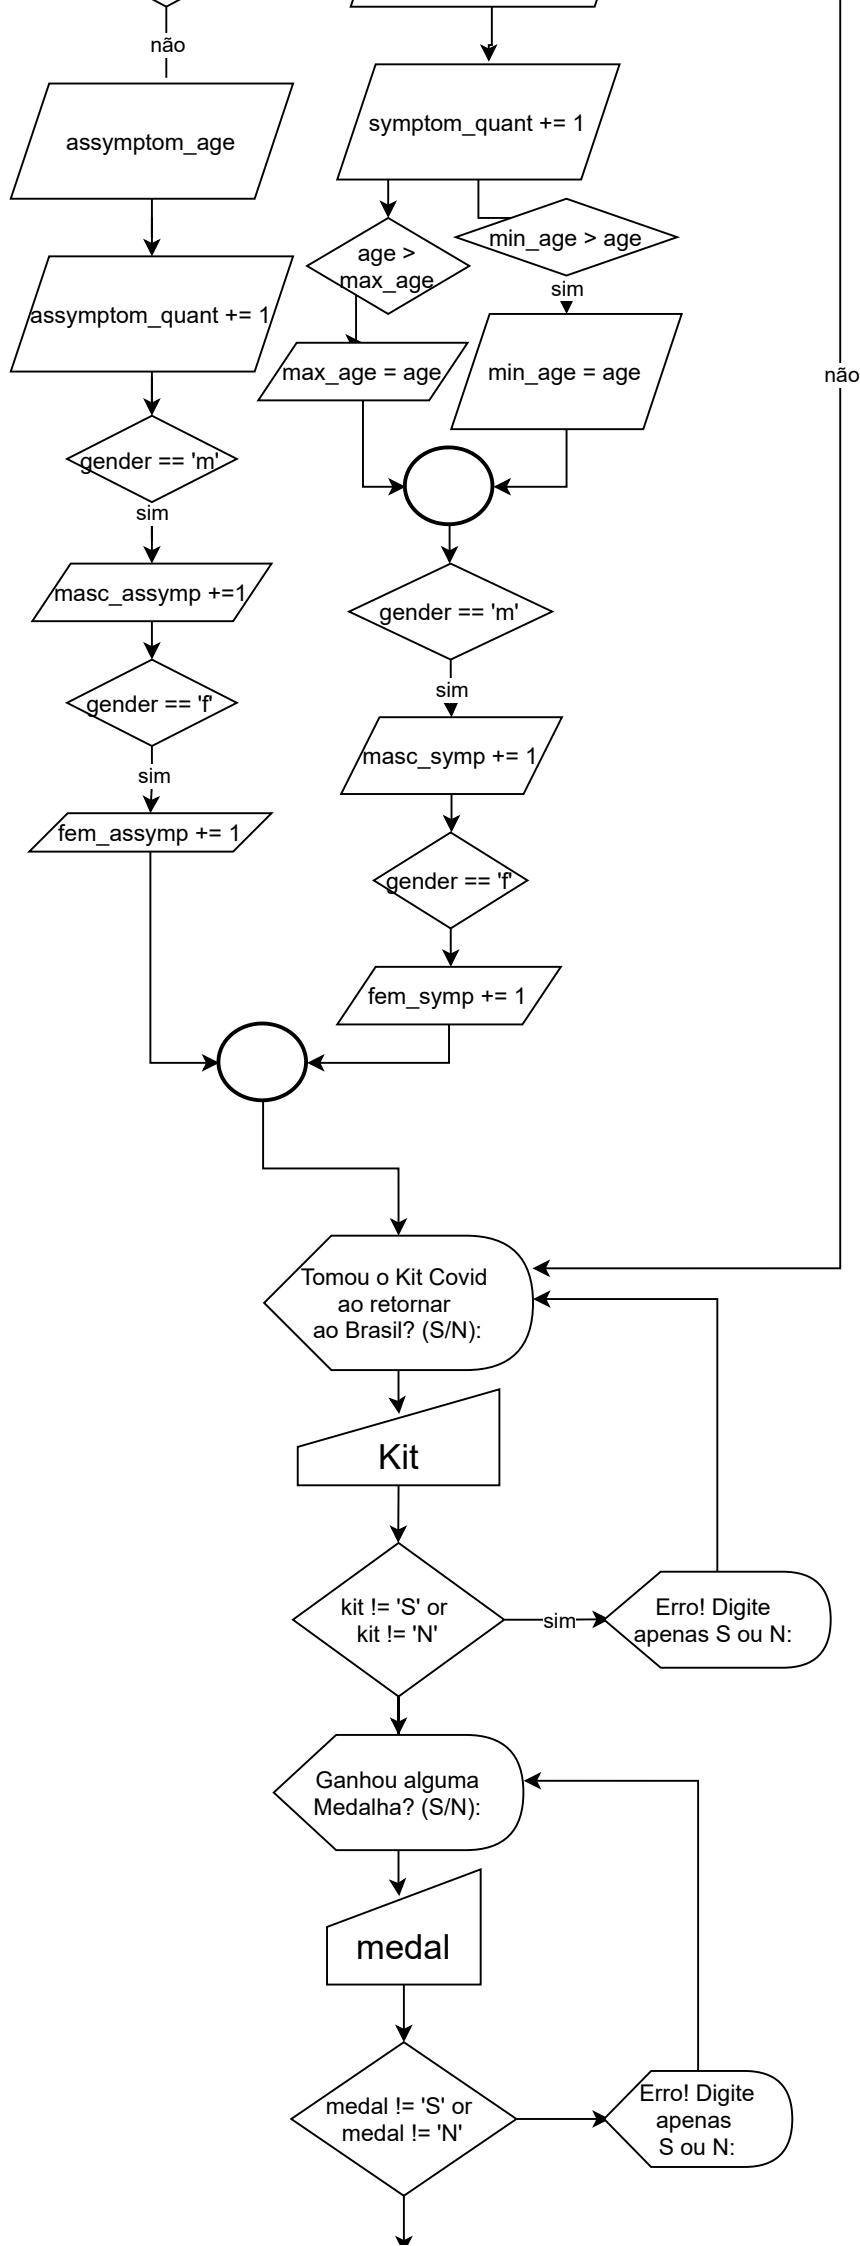 não
assymptom_age
symptom_quant += 1
age >
max_age
min_age > age
sim
assymptom_quant += 1
max_age = age
min_age = age
não
gender == 'm'
sim
masc_assymp +=1
gender == 'm'
sim
gender == 'f'
sim
masc_symp += 1
fem_assymp += 1
gender == 'f'
fem_symp += 1
Tomou o Kit Covid
ao retornar
ao Brasil? (S/N):
Kit
kit != 'S' or
kit != 'N'
sim
Erro! Digite
apenas S ou N:
Ganhou alguma
Medalha? (S/N):
medal
medal != 'S' or
medal != 'N'
Erro! Digite
apenas
S ou N: